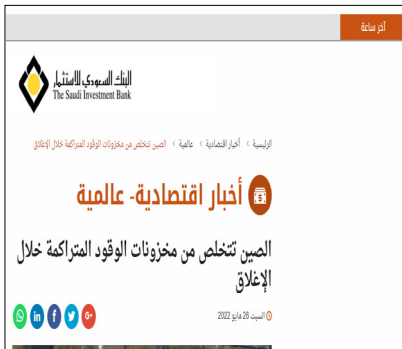 آخر ساعة
البنك السعودي للاستثمار
The Saudi Investment Bank
الرئيسية > أخبار اقتصادية > عالمية > الصين تتخلص من مخزونات الوقود المتراكمة خلال الإغلاق
أخبار اقتصادية- عالمية
الصين تتخلص من مخزونات الوقود المتراكمة خلال
الإغلاق
السبت 28 مايو 2022